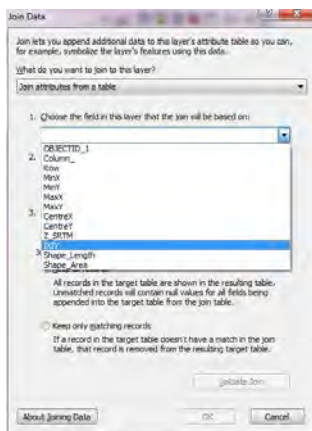 Join Data
Join lets you append additional data to this layer's attribute table so you can,
for example, symbolize the layer's features using this data.
What do you want to join to this layer?
Join attributes from a table
1. Choose the field in this layer that the join will be based on:
2.
OBJECTID_1
Column_
Row
MinX
MinY
MaxX
MaxY
3.
CentreX
CentreY
Z_SRTM
Shape_Length
Shape_Area
All records in the target table are shown in the resulting table.
Unmatched records will contain null values for all fields being
appended into the target table from the join table.
Keep only matching records
If a record in the target table doesn't have a match in the join
table, that record is removed from the resulting target table.
Validate Join
About Joining Data
OK
Cancel